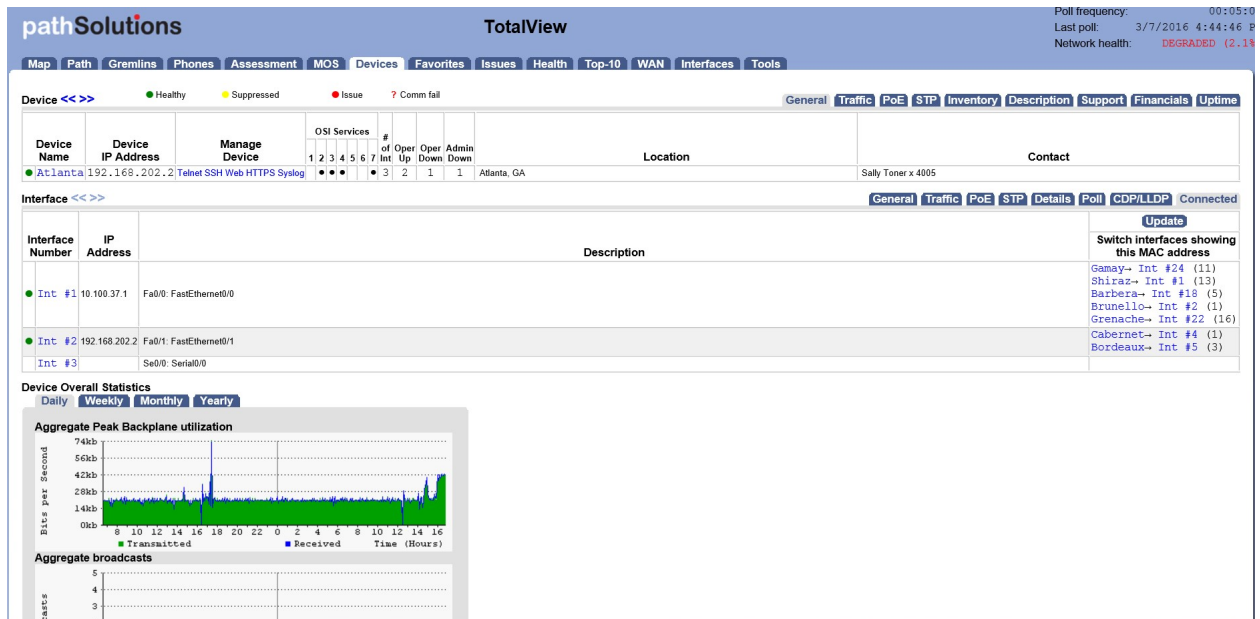 pathSolutions
TotalView
Poll frequency: 00:05:0
Last poll: 3/7/2016 4:44:46 P
Network health: DEGRADED (2.1%
Map Path Gremlins Phones Assessment MOS Devices Favorites Issues Health Top-10 WAN Interfaces Tools
Device << >> Healthy Suppressed Issue ? Comm fail
General Traffic PoE STP Inventory Description Support Financials Uptime
Device Name
Device IP Address
Manage Device
OSI Services
1 2 3 4 5 6 7
# of Int
Oper Up
Oper Down
Admin Down
Location
Contact
Atlanta 192.168.202.2 Telnet SSH Web HTTPS Syslog 3 2 1 1 Atlanta, GA Sally Toner x 4005
Interface << >>
General Traffic PoE STP Details Poll CDP/LLDP Connected
Interface Number
IP Address
Description
Update
Switch interfaces showing
this MAC address
Int #1 10.100.37.1 Fa0/0: FastEthernet0/0
Gamay→ Int #24 (11)
Shiraz→ Int #1 (13)
Barbera→ Int #18 (5)
Brunello→ Int #2 (1)
Grenache→ Int #22 (16)
Int #2 192.168.202.2 Fa0/1: FastEthernet0/1
Cabernet→ Int #4 (1)
Bordeaux→ Int #5 (3)
Int #3 Se0/0: Serial0/0
Device Overall Statistics
Daily Weekly Monthly Yearly
Aggregate Peak Backplane utilization
Bits per Second
74kb
56kb
42kb
28kb
14kb
0kb
8 10 12 14 16 18 20 22 0 2 4 6 8 10 12 14 16
Transmitted Received Time (Hours)
Aggregate broadcasts
5
4
3